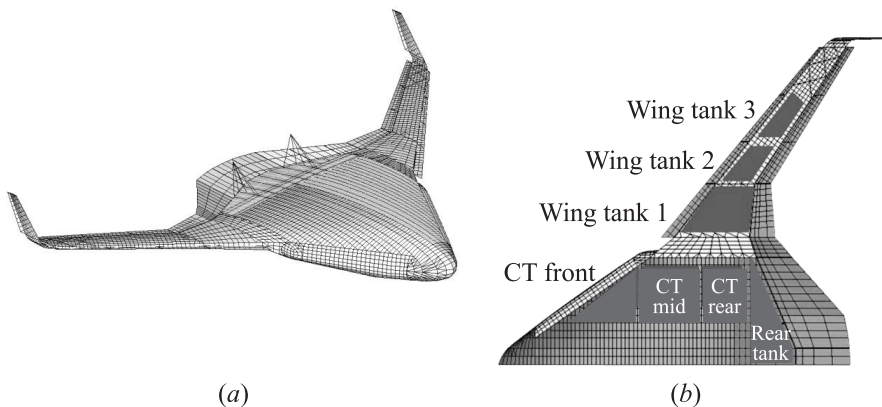 Wing tank 3
Wing tank 2
Wing tank 1
CT front
CT
mid
CT
rear
Rear
tank
(a)
(b)